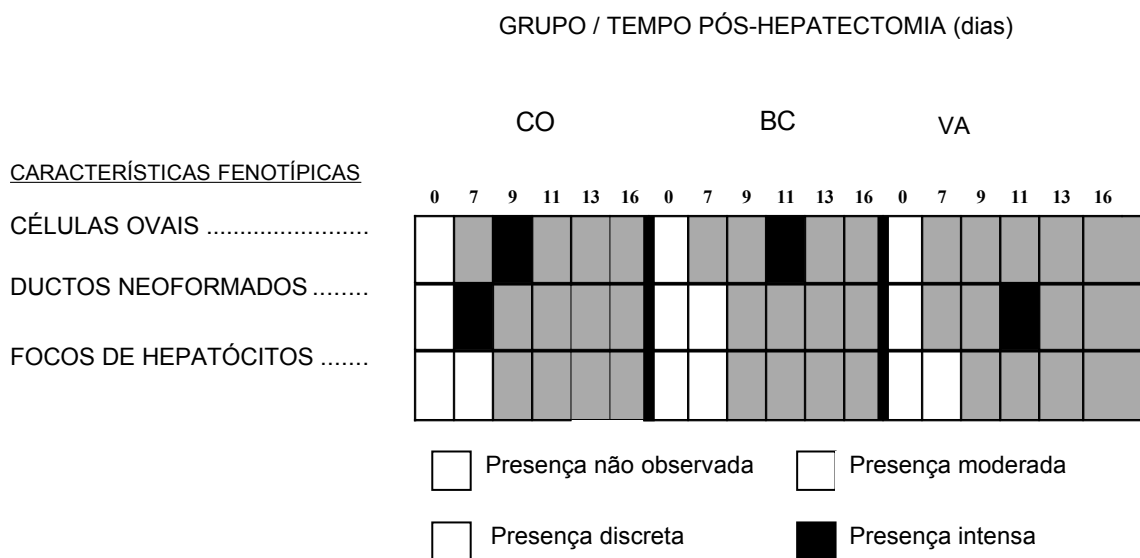 GRUPO / TEMPO PÓS-HEPATECTOMIA (dias)
CO BC VA
CARACTERÍSTICAS FENOTÍPICAS
0 7 9 11 13 16 0 7 9 11 13 16 0 7 9 11 13 16
CÉLULAS OVAIS ........................
DUCTOS NEOFORMADOS ........
FOCOS DE HEPATÓCITOS .......
Presença não observada Presença moderada
Presença discreta Presença intensa